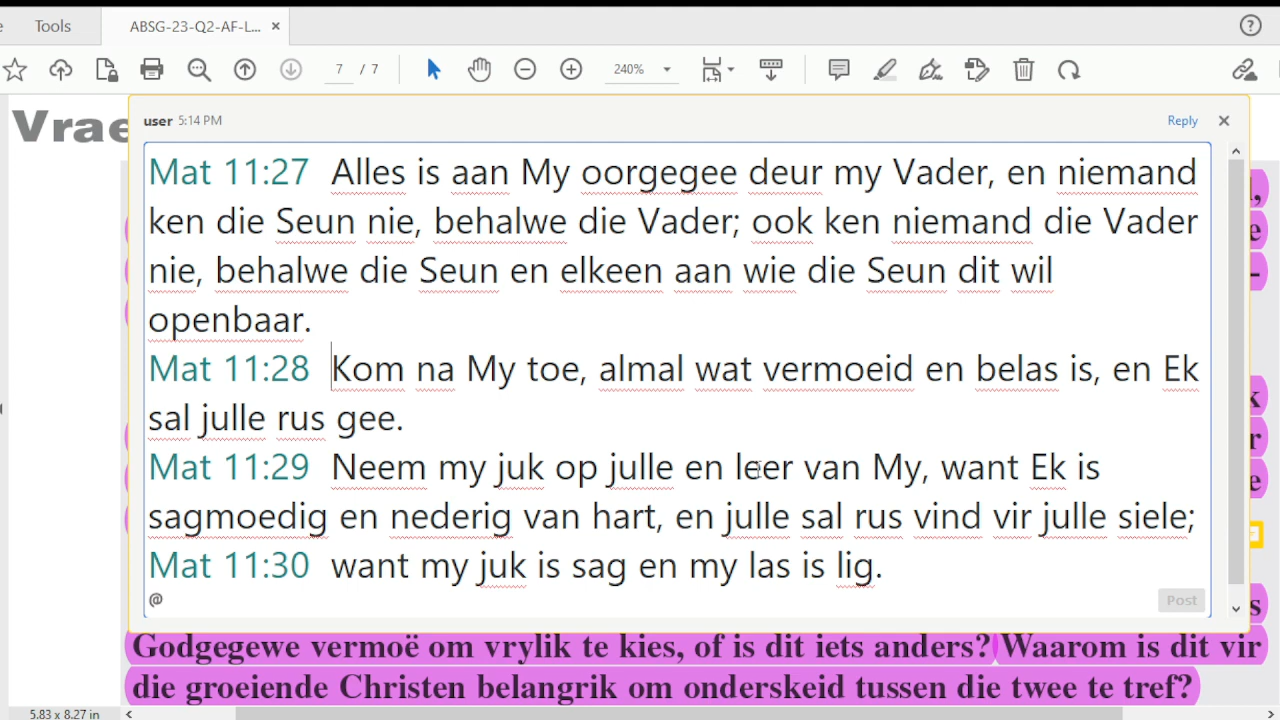 Tools
ABSG-23-Q2-AF-L... ×
7 / 7
240%
Vrae
user 5:14 PM
Reply
Mat 11:27 Alles is aan My oorgegee deur my Vader, en niemand
ken die Seun nie, behalwe die Vader; ook ken niemand die Vader
nie, behalwe die Seun en elkeen aan wie die Seun dit wil
openbaar.
Mat 11:28 Kom na My toe, almal wat vermoeid en belas is, en Ek
sal julle rus gee.
Mat 11:29 Neem my juk op julle en leer van My, want Ek is
sagmoedig en nederig van hart, en julle sal rus vind vir julle siele;
Mat 11:30 want my juk is sag en my las is lig.
@
Post
Godgegewe vermoë om vrylik te kies, of is dit iets anders? Waarom is dit vir
die groeiende Christen belangrik om onderskeid tussen die twee te tref?
5.83 x 8.27 in